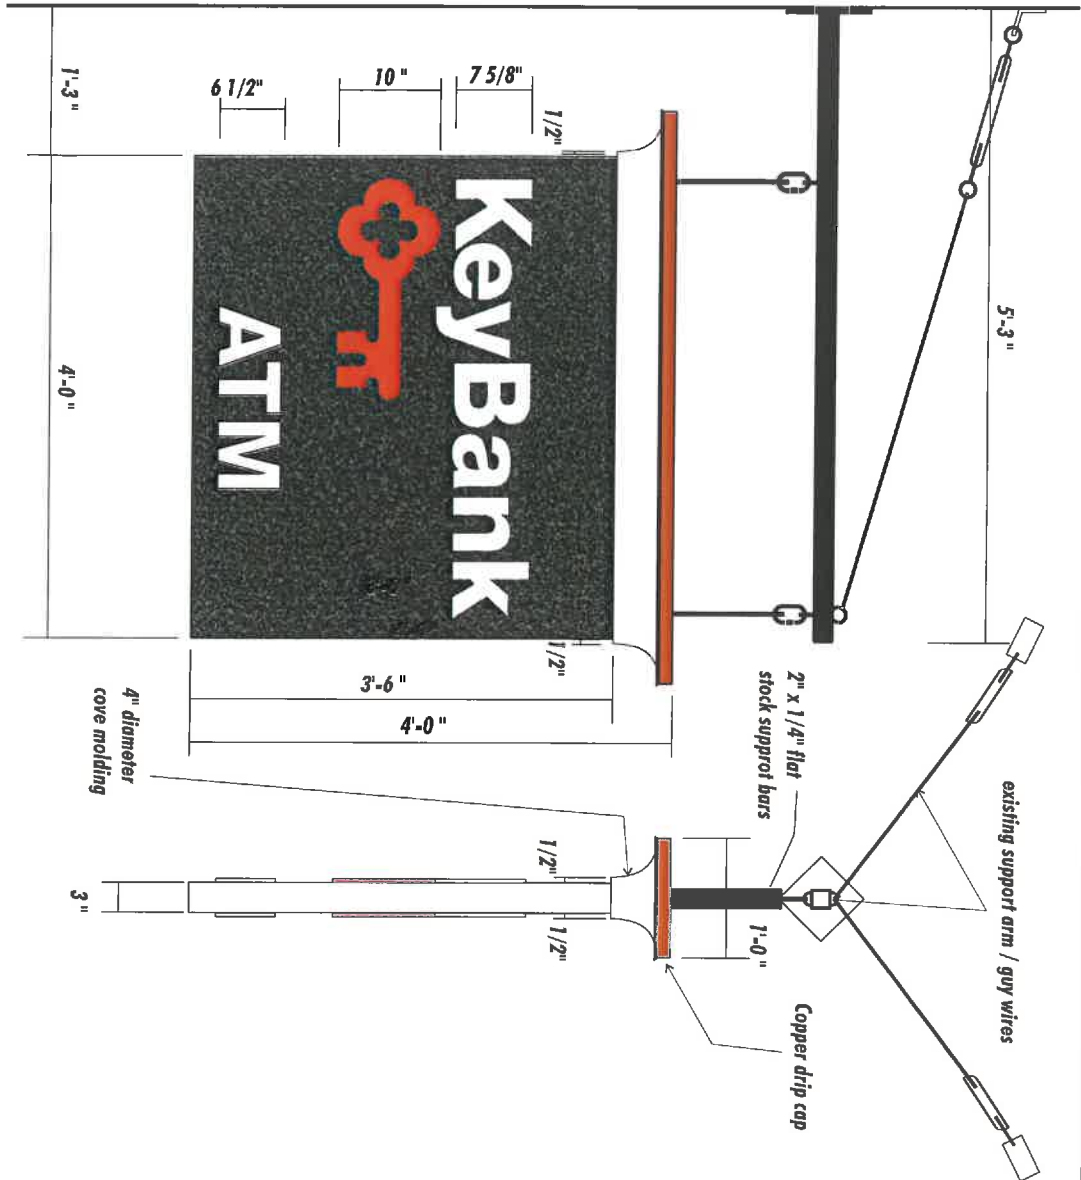 5'-3"
existing support arm / guy wires
2" x 1/4" flat
stock supprot bars
Copper drip cap
1'-0"
1/2"
1/2"
1/2"
1/2"
7 5/8"
10"
6 1/2"
KeyBank
ATM
3'-6"
4'-0"
4" diameter
cove molding
3"
1'-3"
4'-0"